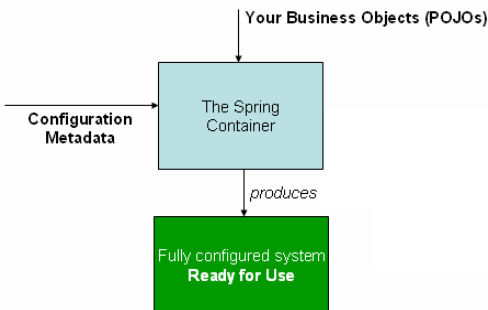 Your Business Objects (POJOs)
The Spring
Container
Configuration
Metadata
produces
Fully configured system
Ready for Use